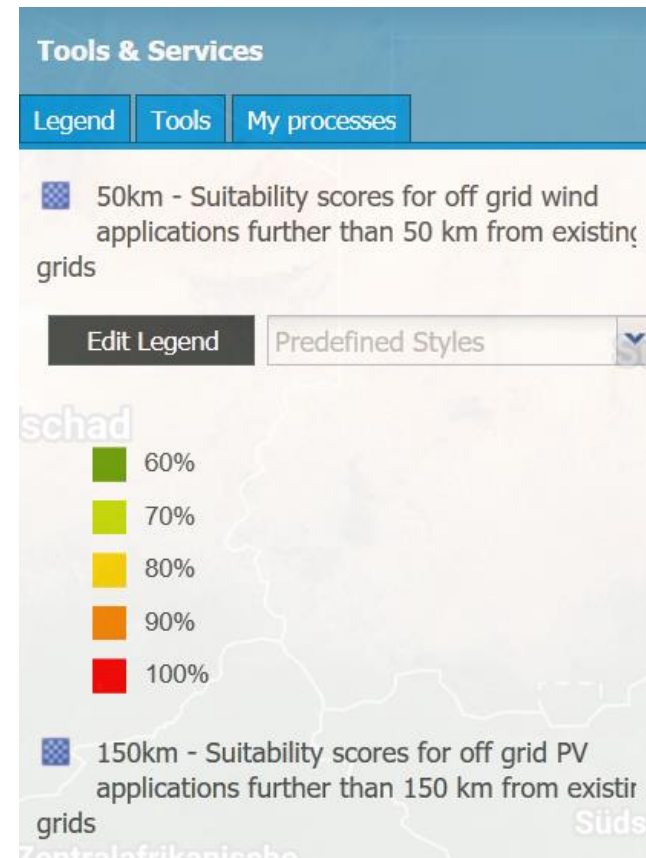 Tools & Services
Legend Tools My processes
50km - Suitability scores for off grid wind
applications further than 50 km from existing
grids
Edit Legend Predefined Styles
schad
60%
70%
80%
90%
100%
150km - Suitability scores for off grid PV
applications further than 150 km from existin
grids
Süds
Zentralafrikanische